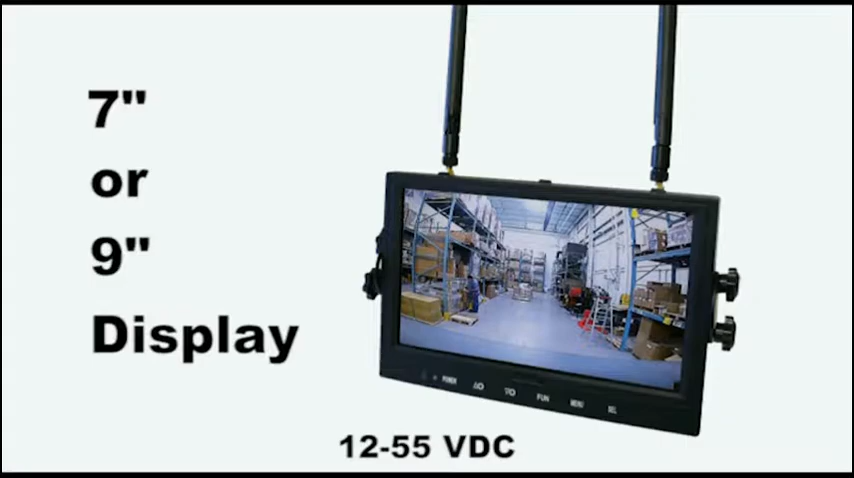 7"
or
9"
Display
POWER
FUN
MENU
SEL
12-55 VDC